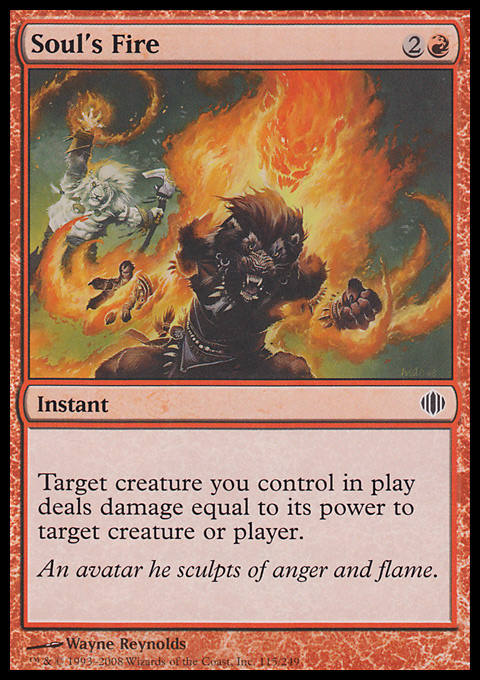 Soul's Fire 2
Instant
Target creature you control in play
deals damage equal to its power to
target creature or player.
An avatar he sculpts of anger and flame.
Wayne Reynolds
™ & © 1993-2008 Wizards of the Coast, Inc. 115/249